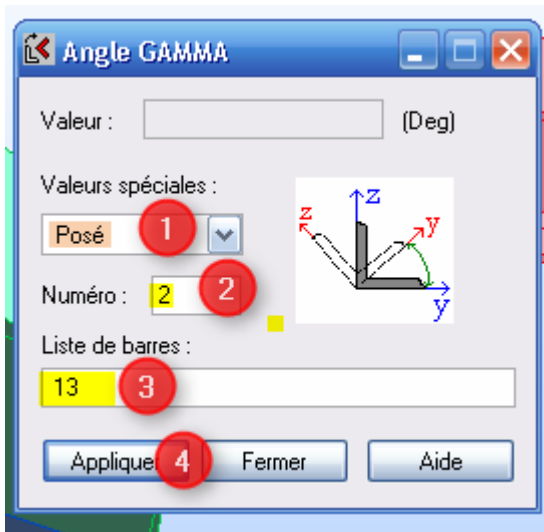 Angle GAMMA
Valeur : (Deg)
Valeurs spéciales :
Posé 1
z z y y
Numéro : 2 2
Liste de barres :
13 3
Appliquer 4 Fermer Aide